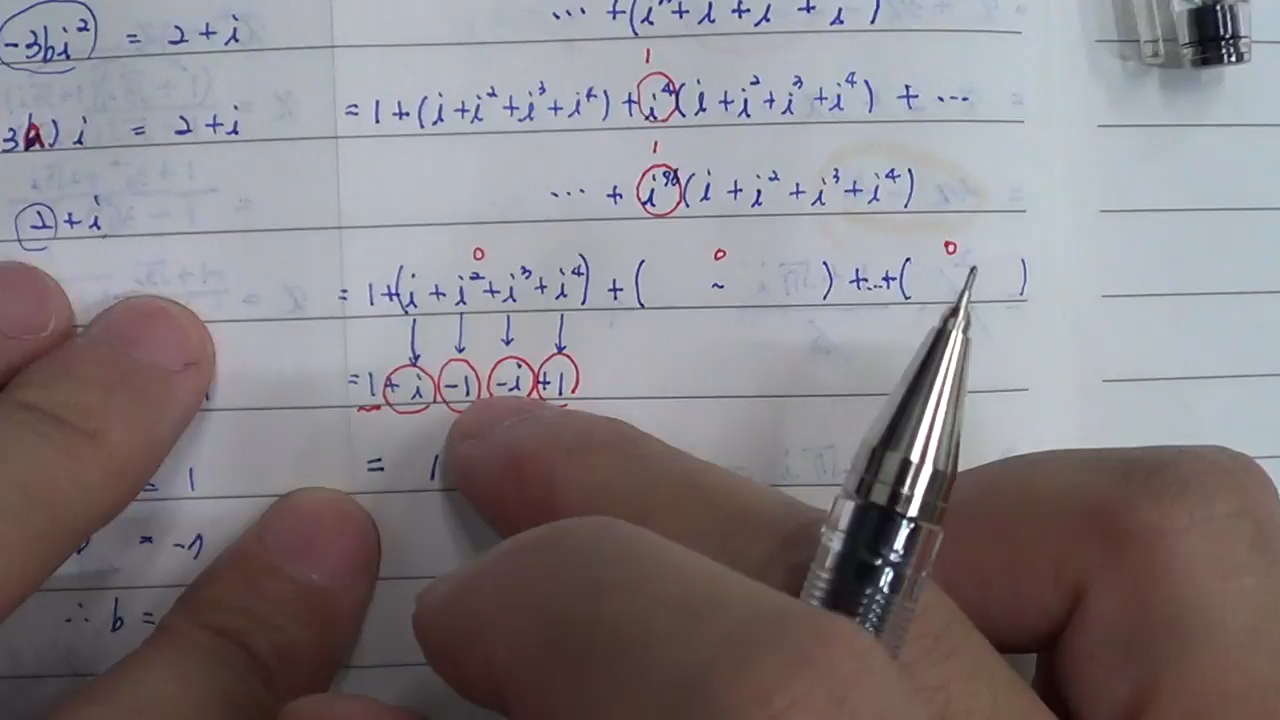 -3bi² = 2+i
3b) i = 2+i
2+i
= 1
= -1
∴ b =
... +(i + i + i + i )
1
= 1+(i+i²+i³+i⁴) + i⁴(i+i²+i³+i⁴) + ...
1
... + i⁹⁶(i+i²+i³+i⁴)
0 0 0
= 1+(i+i²+i³+i⁴) + ( ~ ) +...+( )
= 1 + i -1 -i +1
= 1